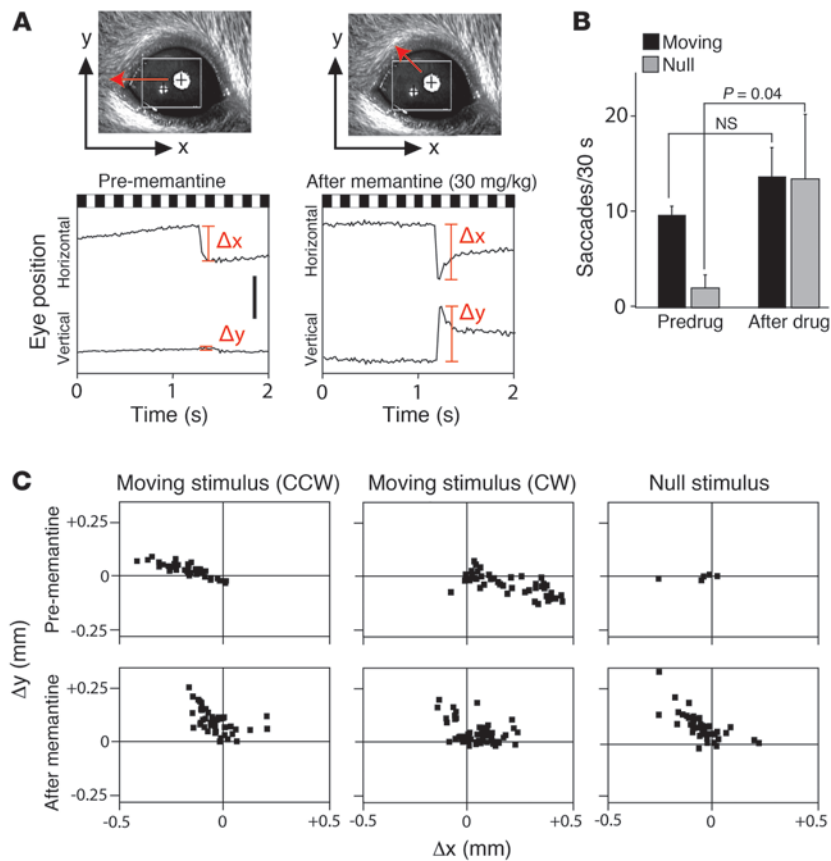 A
y
x
y
x
Pre-memantine
After memantine (30 mg/kg)
Eye position
Horizontal
Vertical
Δx
Δy
0
1
2
Time (s)
Horizontal
Vertical
Δx
Δy
0
1
2
Time (s)
B
Moving
Null
P = 0.04
NS
Saccades/30 s
20
10
0
Predrug
After drug
C
Moving stimulus (CCW)
Moving stimulus (CW)
Null stimulus
Δy (mm)
Pre-memantine
+0.25
0
-0.25
After memantine
+0.25
0
-0.25
-0.5
0
+0.5
-0.5
0
+0.5
-0.5
0
+0.5
Δx (mm)